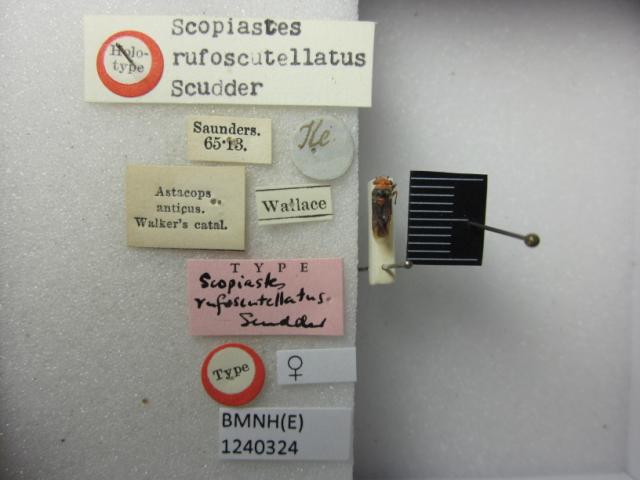 Scopiastes
rufoscutellatus
Scudder
Holo-
type
Saunders.
65·13.
Astacops
anticus.
Walker's catal.
Wallace
TYPE
Scopiastes
rufoscutellatus.
Scudder
Type
♀
BMNH(E)
1240324